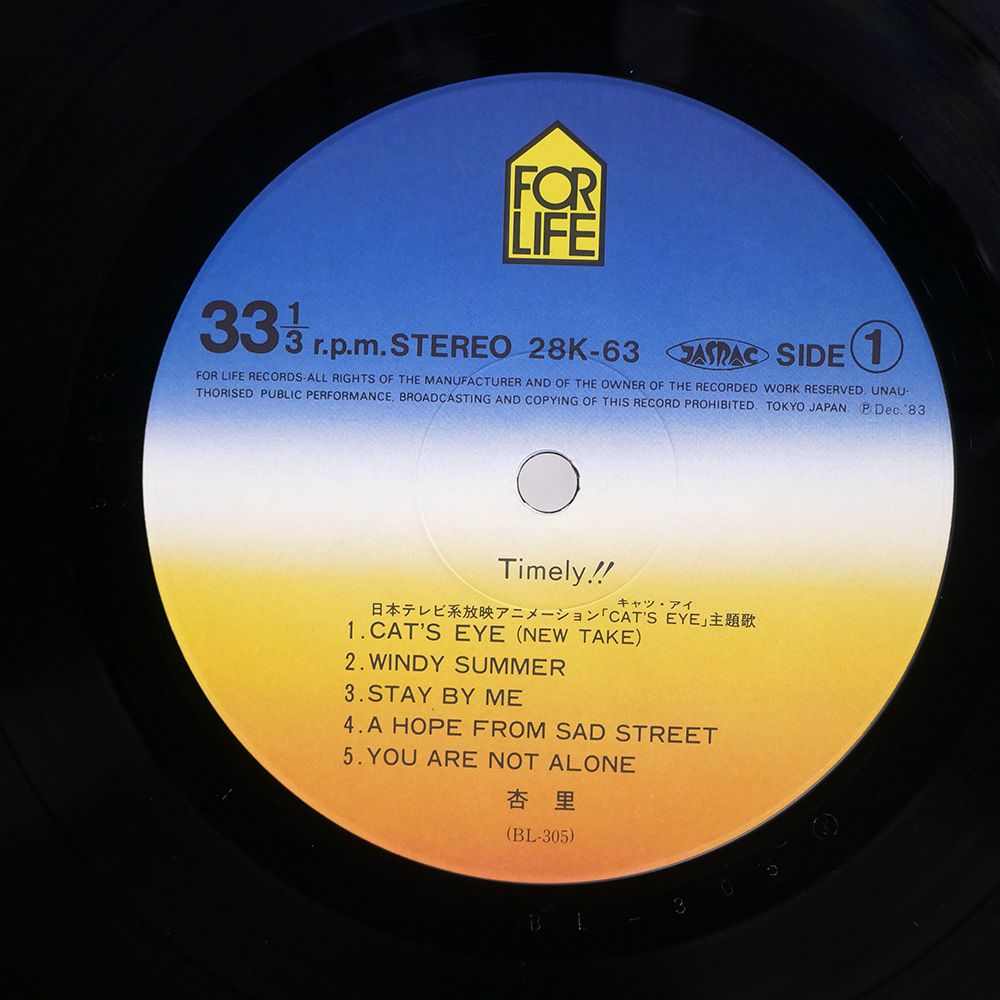 FOR
LIFE
33 1/3 r.p.m. STEREO 28K-63 JASRAC SIDE 1
FOR LIFE RECORDS-ALL RIGHTS OF THE MANUFACTURER AND OF THE OWNER OF THE RECORDED WORK RESERVED. UNAU-
THORISED PUBLIC PERFORMANCE, BROADCASTING AND COPYING OF THIS RECORD PROHIBITED. TOKYO JAPAN. ℗ Dec.'83
Timely!!
キャッツ・アイ
日本テレビ系放映アニメーション「CAT'S EYE」主題歌
1. CAT'S EYE (NEW TAKE)
2. WINDY SUMMER
3. STAY BY ME
4. A HOPE FROM SAD STREET
5. YOU ARE NOT ALONE
杏里
(BL-305)
BL-305